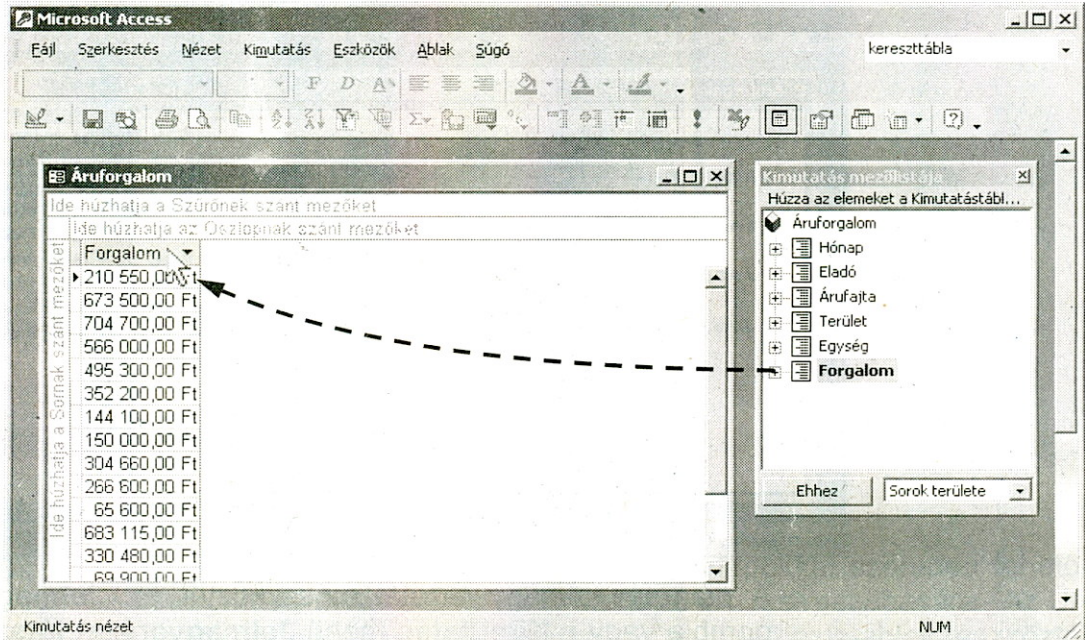 Microsoft Access
Fájl Szerkesztés Nézet Kimutatás Eszközök Ablak Súgó kereszttábla
F D A
Áruforgalom
Ide húzhatja a Szűrőnek szánt mezőket
Ide húzhatja az Oszlopnak szánt mezőket
Ide húzhatja a Sornak szánt mezőket
Forgalom
210 550,00 Ft
673 500,00 Ft
704 700,00 Ft
566 000,00 Ft
495 300,00 Ft
352 200,00 Ft
144 100,00 Ft
150 000,00 Ft
304 660,00 Ft
266 600,00 Ft
65 600,00 Ft
683 115,00 Ft
330 480,00 Ft
69 900,00 Ft
Kimutatás mezőlistája
Húzza az elemeket a Kimutatástábl...
Áruforgalom
Hónap
Eladó
Árufajta
Terület
Egység
Forgalom
Ehhez Sorok területe
Kimutatás nézet NUM